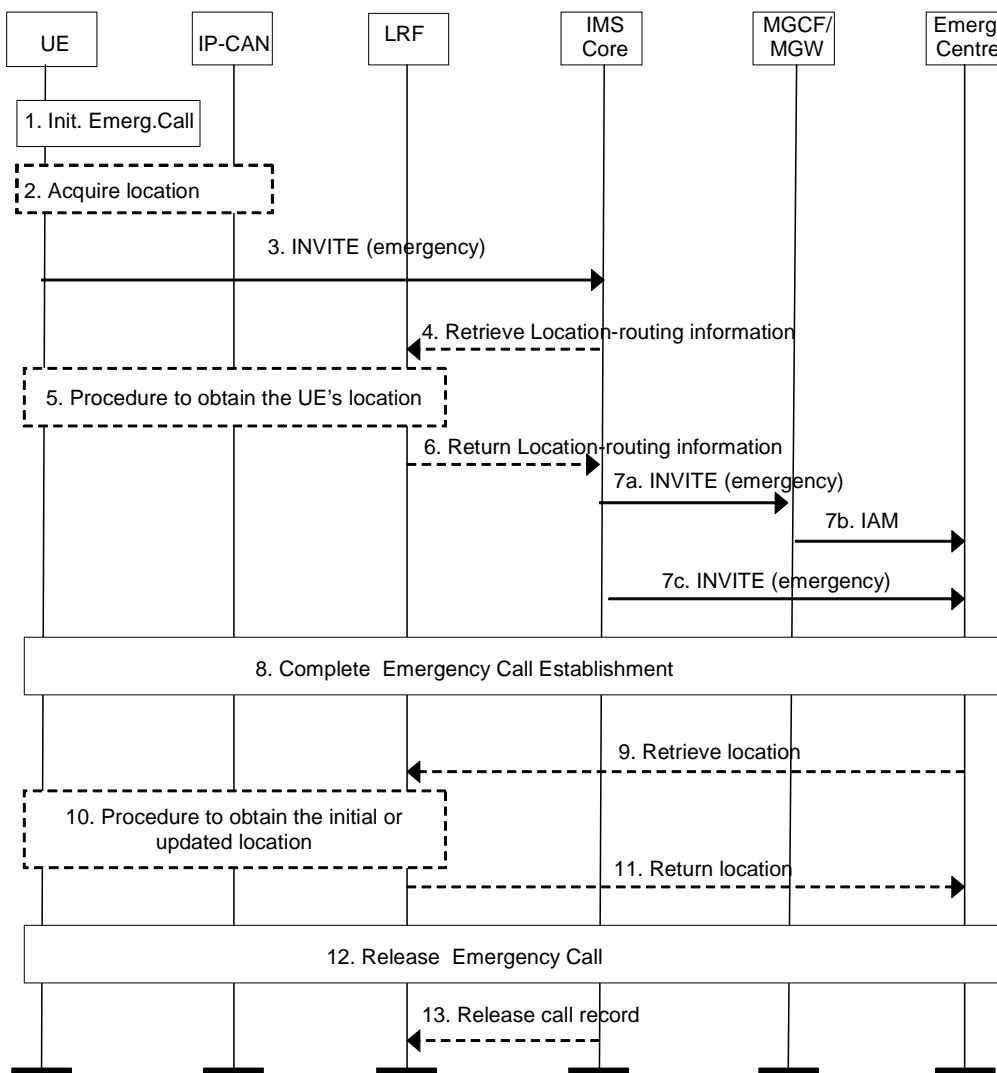 UE
IP-CAN
LRF
IMS
Core
MGCF/
MGW
Emerg
Centre
1. Init. Emerg.Call
2. Acquire location
3. INVITE (emergency)
4. Retrieve Location-routing information
5. Procedure to obtain the UE's location
6. Return Location-routing information
7a. INVITE (emergency)
7b. IAM
7c. INVITE (emergency)
8. Complete Emergency Call Establishment
9. Retrieve location
10. Procedure to obtain the initial or
updated location
11. Return location
12. Release Emergency Call
13. Release call record